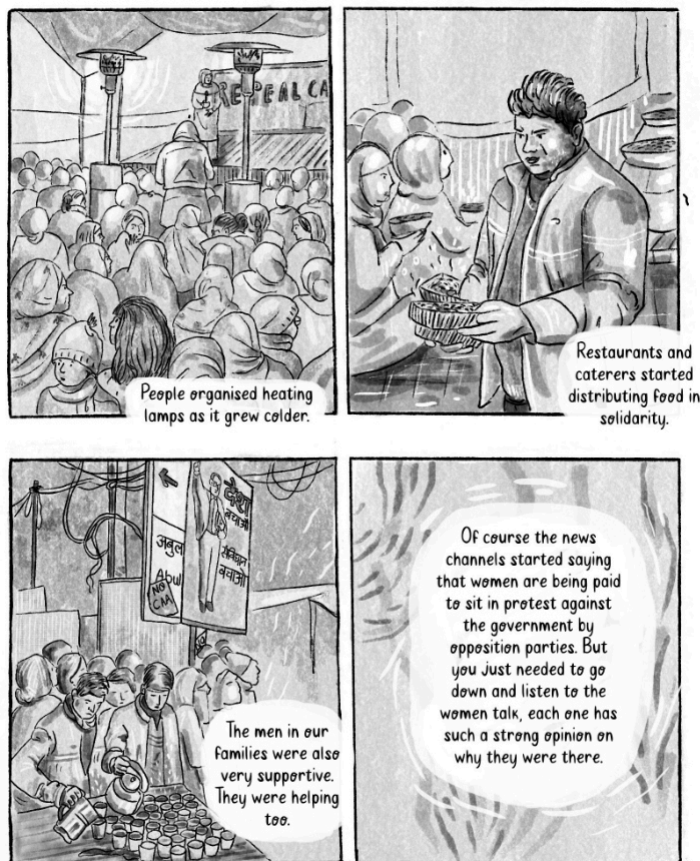 REPEAL CA
People organised heating
lamps as it grew colder.
Restaurants and
caterers started
distributing food in
solidarity.
अबुल
Abul
NO
CAA
देश
बचाओ
संविधान
बचाओ
The men in our
families were also
very supportive.
They were helping
too.
Of course the news
channels started saying
that women are being paid
to sit in protest against
the government by
opposition parties. But
you just needed to go
down and listen to the
women talk, each one has
such a strong opinion on
why they were there.